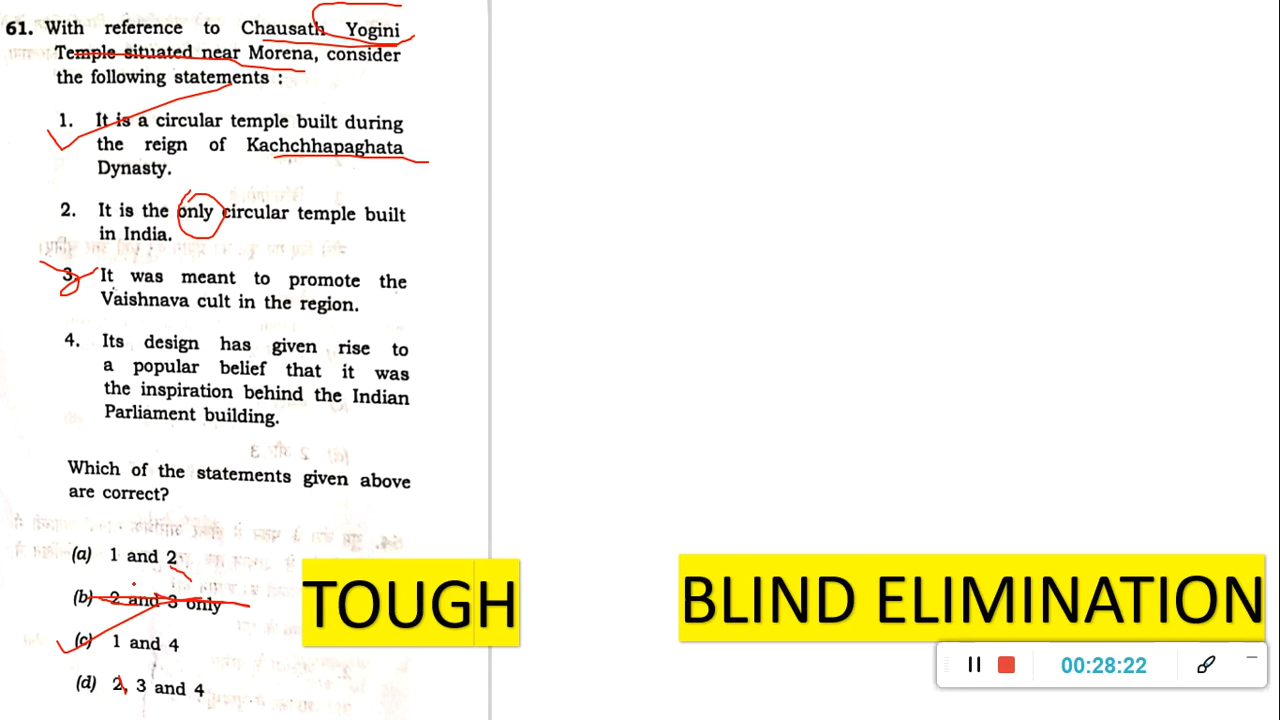 61. With reference to Chausath Yogini
Temple situated near Morena, consider
the following statements :
1. It is a circular temple built during
the reign of Kachchhapaghata
Dynasty.
2. It is the only circular temple built
in India.
3. It was meant to promote the
Vaishnava cult in the region.
4. Its design has given rise to
a popular belief that it was
the inspiration behind the Indian
Parliament building.
Which of the statements given above
are correct?
(a) 1 and 2
(b) 2 and 3 only
(c) 1 and 4
(d) 2, 3 and 4
TOUGH
BLIND ELIMINATION
00:28:22